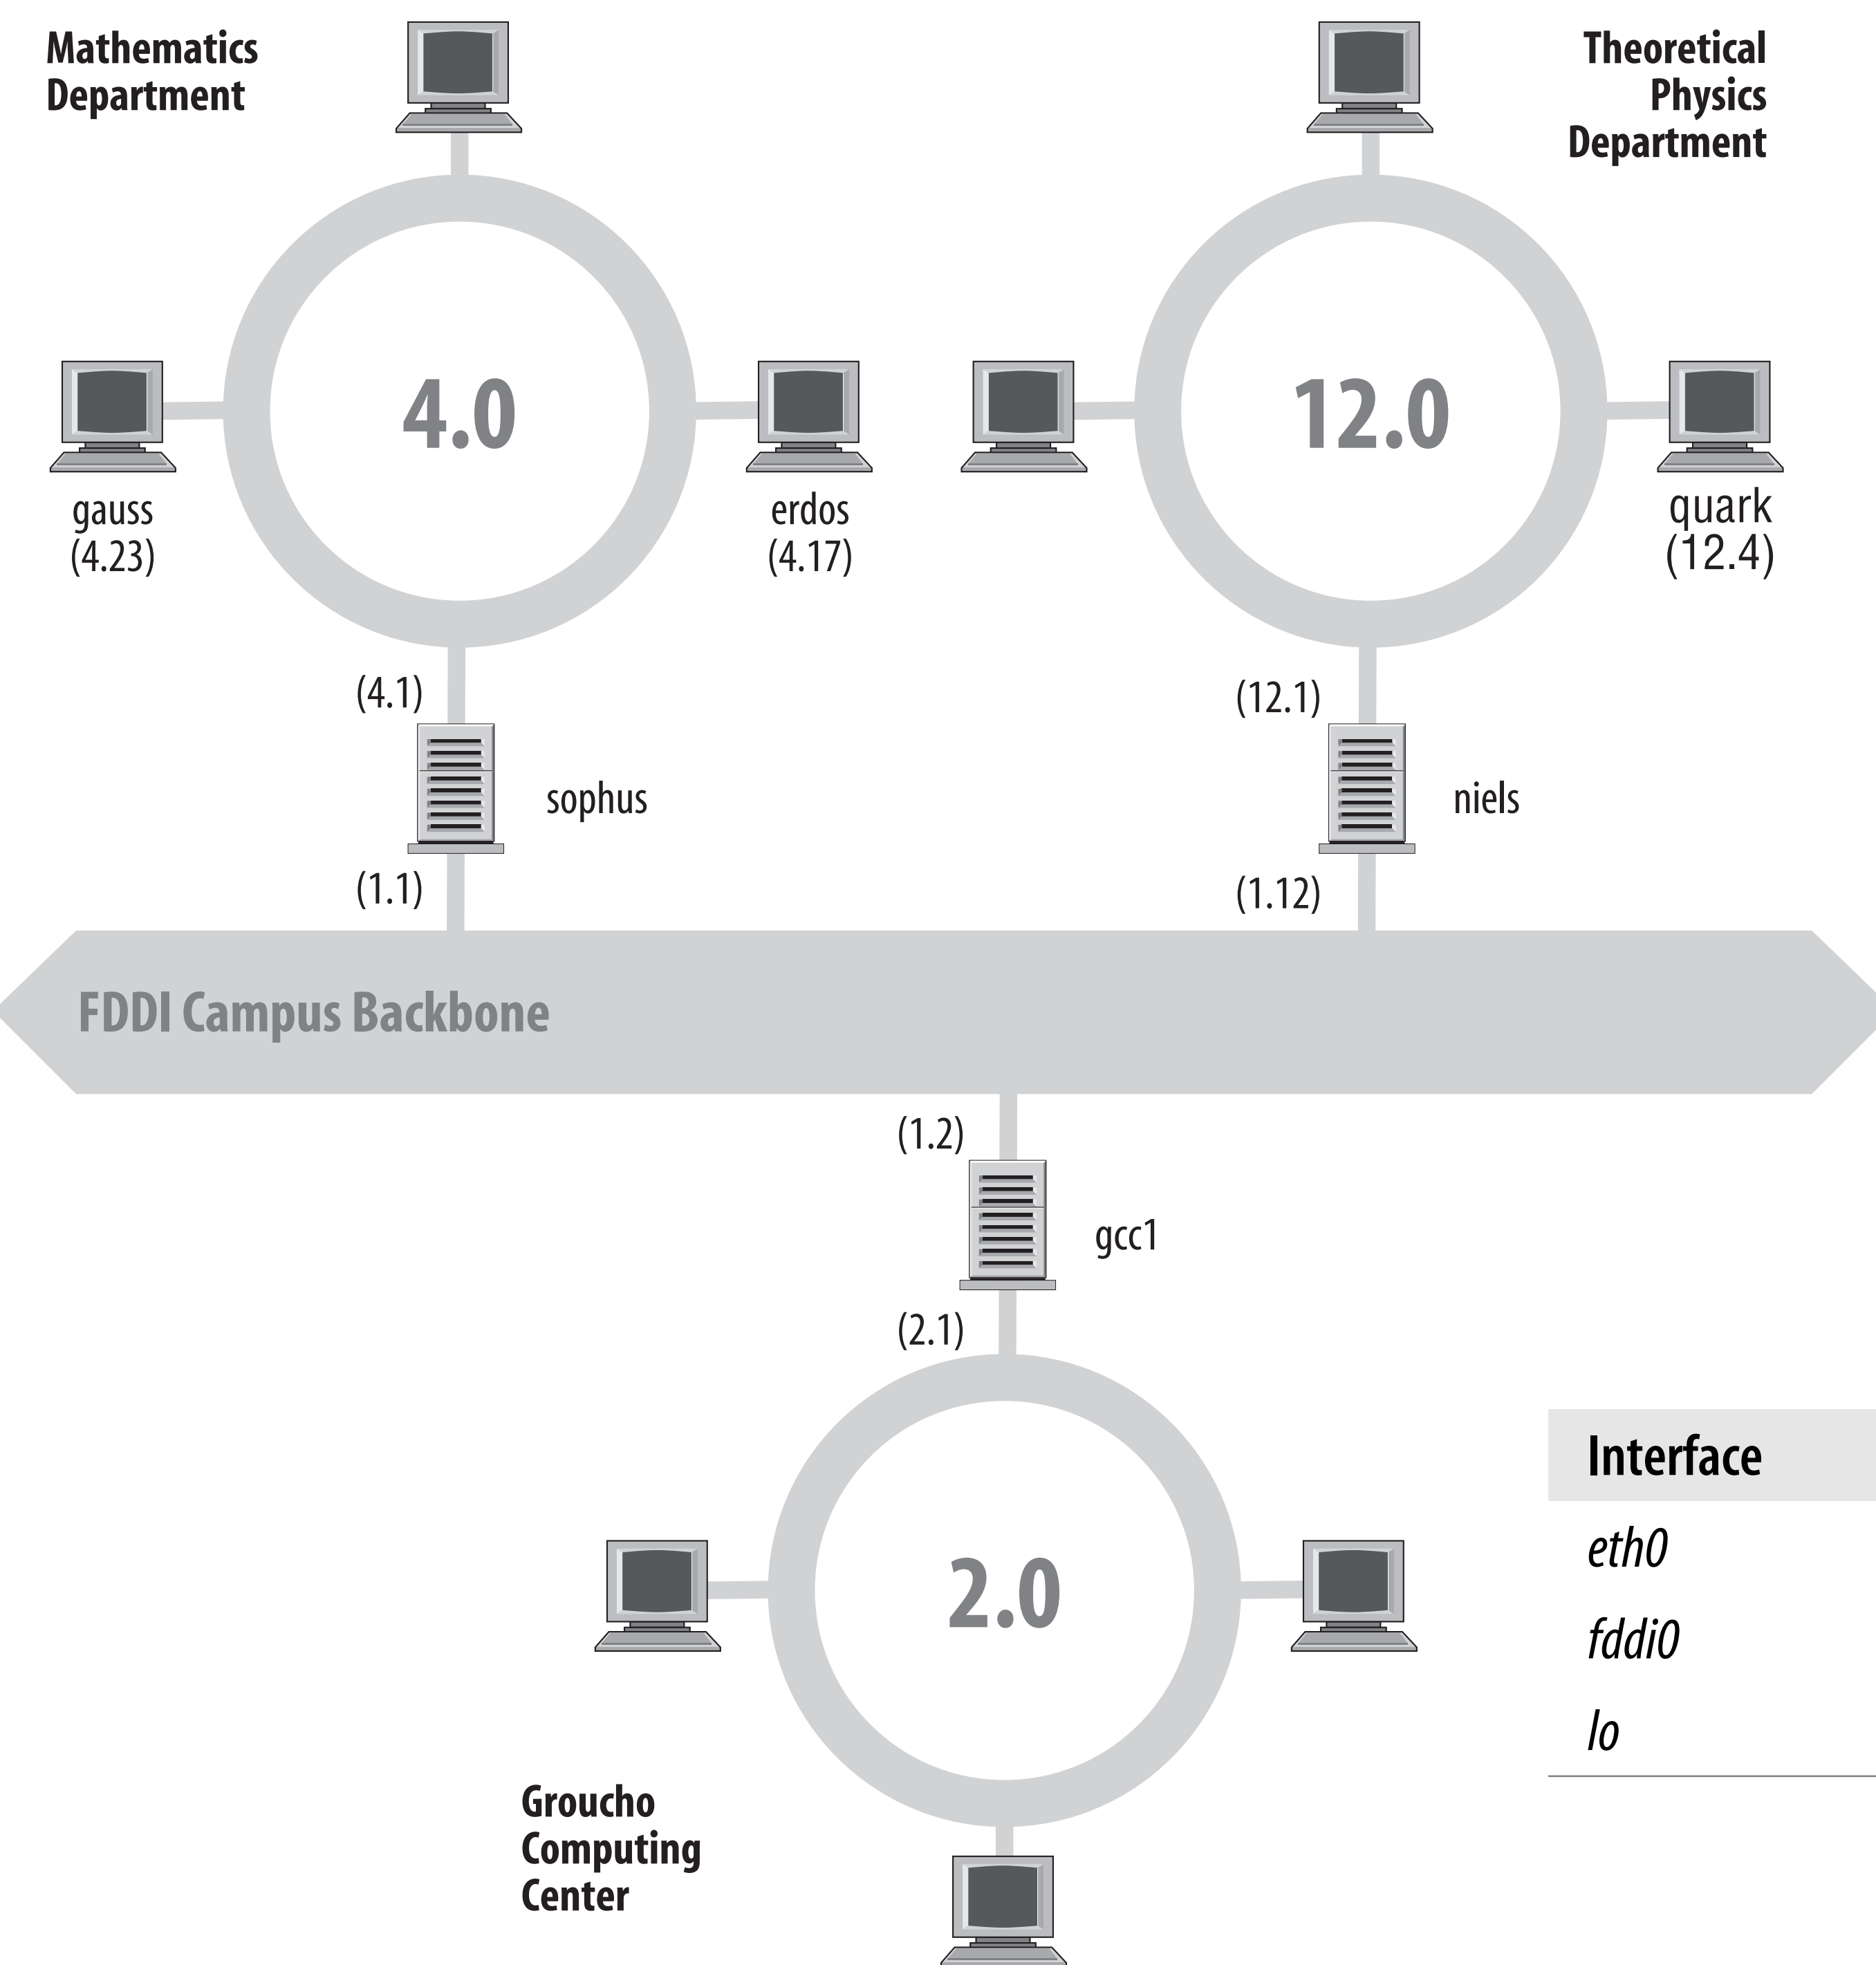 Mathematics
Department
Theoretical
Physics
Department
4.0
12.0
gauss
(4.23)
erdos
(4.17)
quark
(12.4)
(4.1)
(12.1)
sophus
niels
(1.1)
(1.12)
FDDI Campus Backbone
(1.2)
gcc1
(2.1)
Interface
eth0
fddi0
lo
2.0
Groucho
Computing
Center